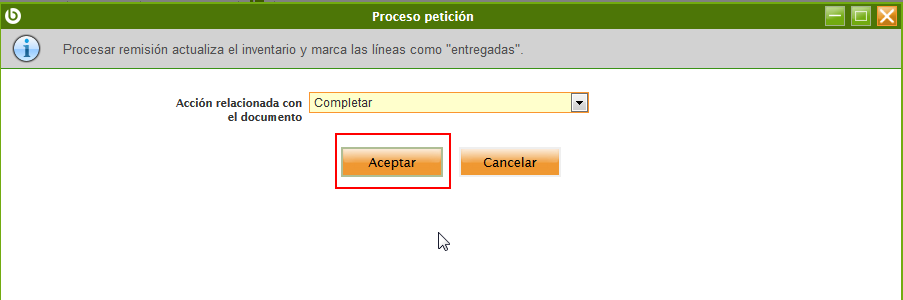 Proceso petición
Procesar remisión actualiza el inventario y marca las líneas como "entregadas".
Acción relacionada con
el documento
Completar
Aceptar
Cancelar